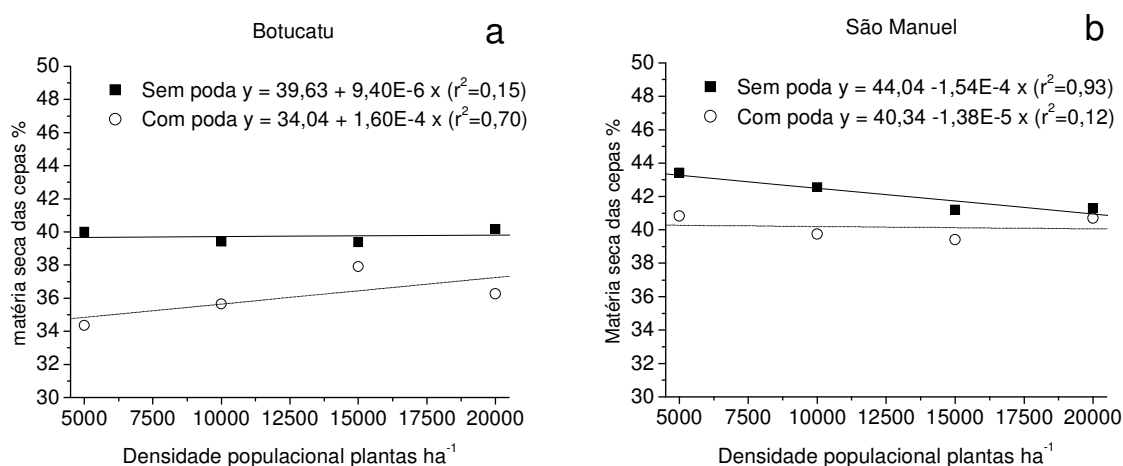 Botucatu
a
50
48
46
44
42
40
38
36
34
32
30
matéria seca das cepas %
Sem poda y = 39,63 + 9,40E-6 x (r²=0,15)
Com poda y = 34,04 + 1,60E-4 x (r²=0,70)
5000 7500 10000 12500 15000 17500 20000
Densidade populacional plantas ha⁻¹
São Manuel
b
50
48
46
44
42
40
38
36
34
32
30
Matéria seca das cepas %
Sem poda y = 44,04 -1,54E-4 x (r²=0,93)
Com poda y = 40,34 -1,38E-5 x (r²=0,12)
5000 7500 10000 12500 15000 17500 20000
Densidade populacional plantas ha⁻¹